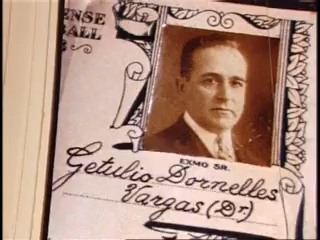 ENSE
ALL
EXMO SR.
Getulio Dornelles
Vargas (Dr.)